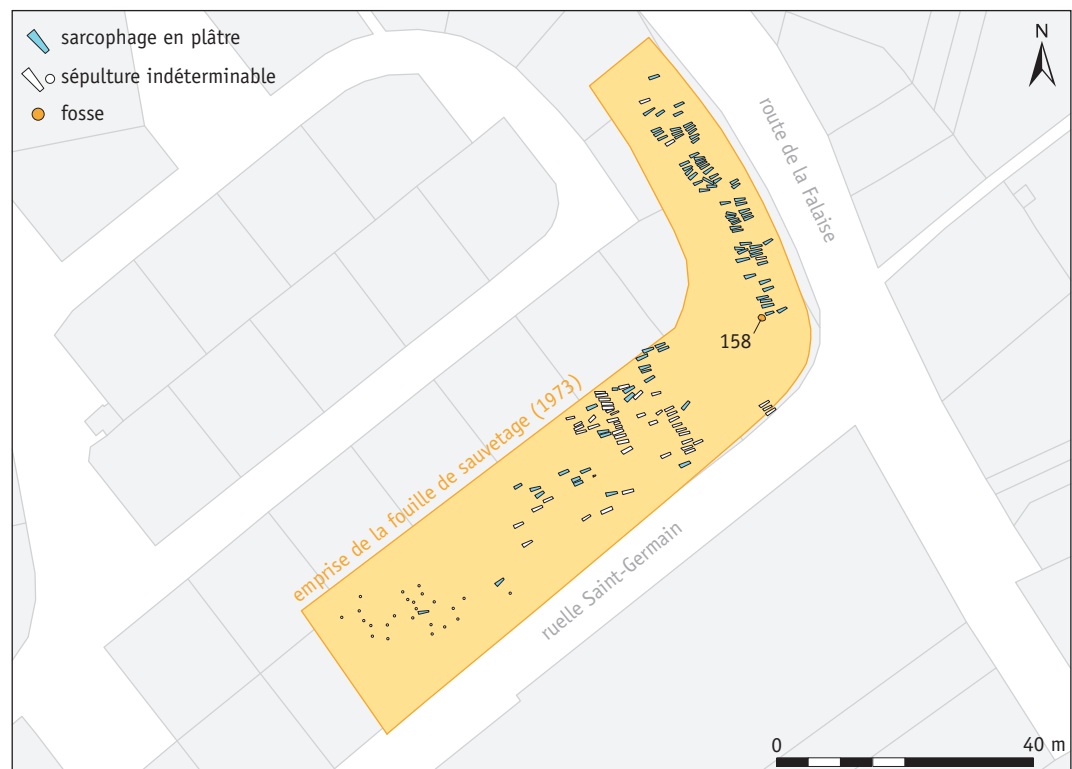 sarcophage en plâtre
sépulture indéterminable
fosse
N
route de la Falaise
158
emprise de la fouille de sauvetage (1973)
ruelle Saint-Germain
0 40 m